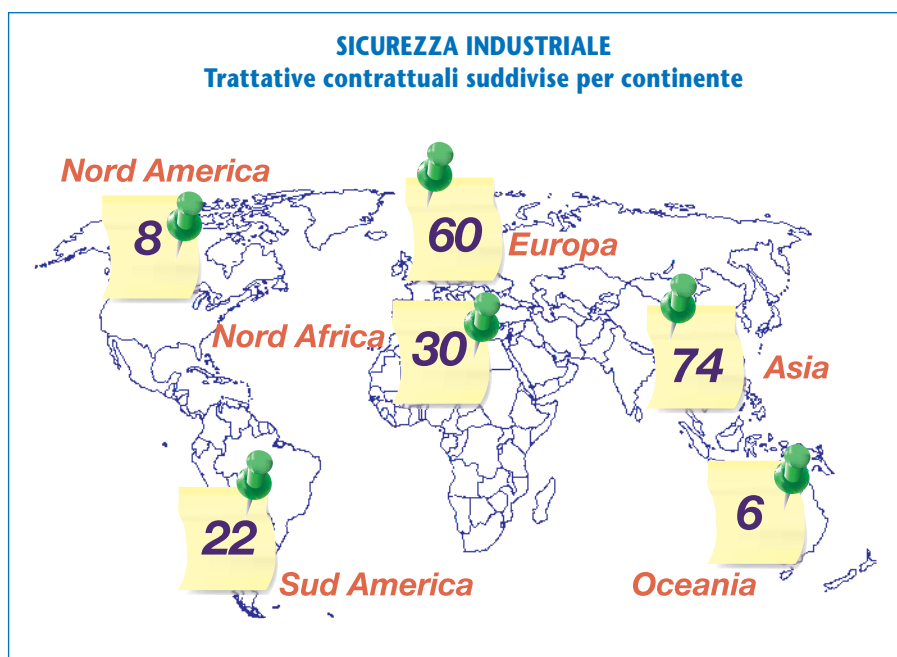 SICUREZZA INDUSTRIALE
Trattative contrattuali suddivise per continente
Nord America
8
60
Europa
Nord Africa
30
74
Asia
22
Sud America
6
Oceania